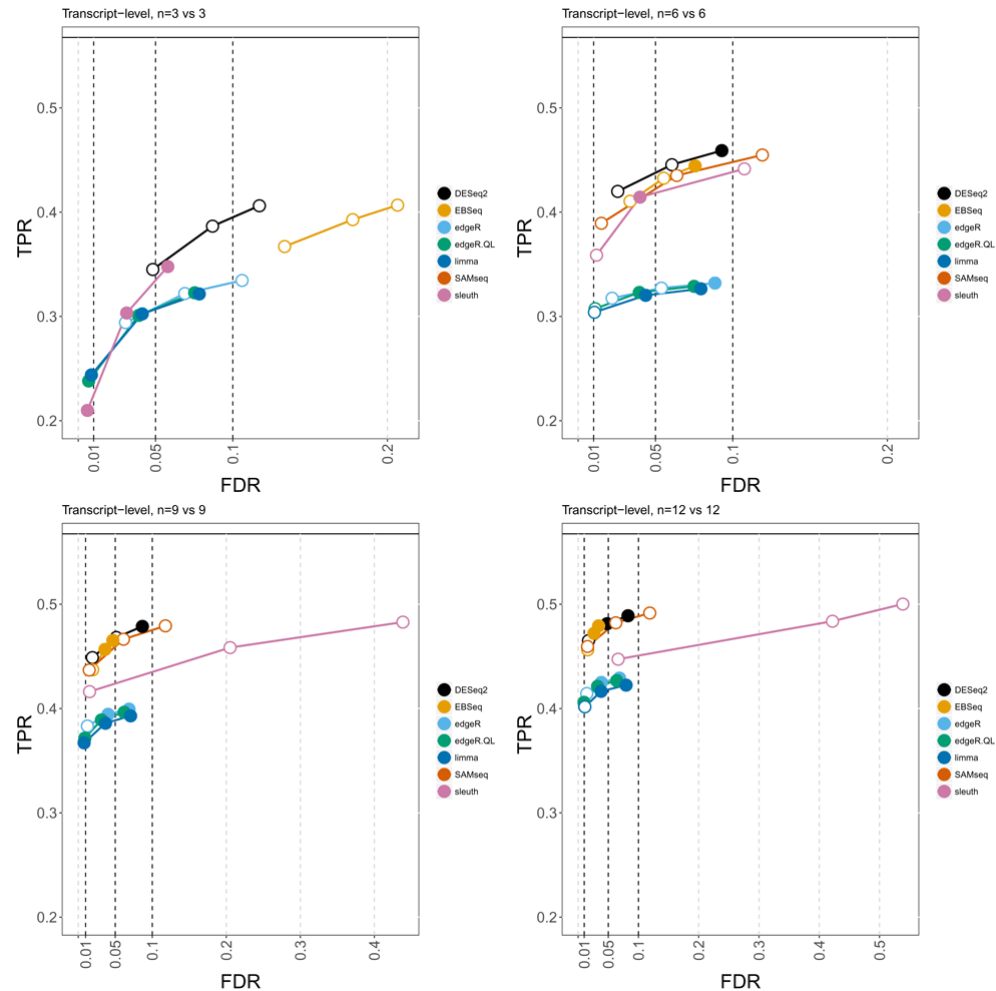 Transcript−level, n=3 vs 3
TPR
0.5
0.4
0.3
0.2
0.01
0.05
0.1
0.2
FDR
DESeq2
EBSeq
edgeR
edgeR.QL
limma
SAMseq
sleuth
Transcript−level, n=6 vs 6
TPR
0.5
0.4
0.3
0.2
0.01
0.05
0.1
0.2
FDR
DESeq2
EBSeq
edgeR
edgeR.QL
limma
SAMseq
sleuth
Transcript−level, n=9 vs 9
TPR
0.5
0.4
0.3
0.2
0.01
0.05
0.1
0.2
0.3
0.4
FDR
DESeq2
EBSeq
edgeR
edgeR.QL
limma
SAMseq
sleuth
Transcript−level, n=12 vs 12
TPR
0.5
0.4
0.3
0.2
0.01
0.05
0.1
0.2
0.3
0.4
0.5
FDR
DESeq2
EBSeq
edgeR
edgeR.QL
limma
SAMseq
sleuth